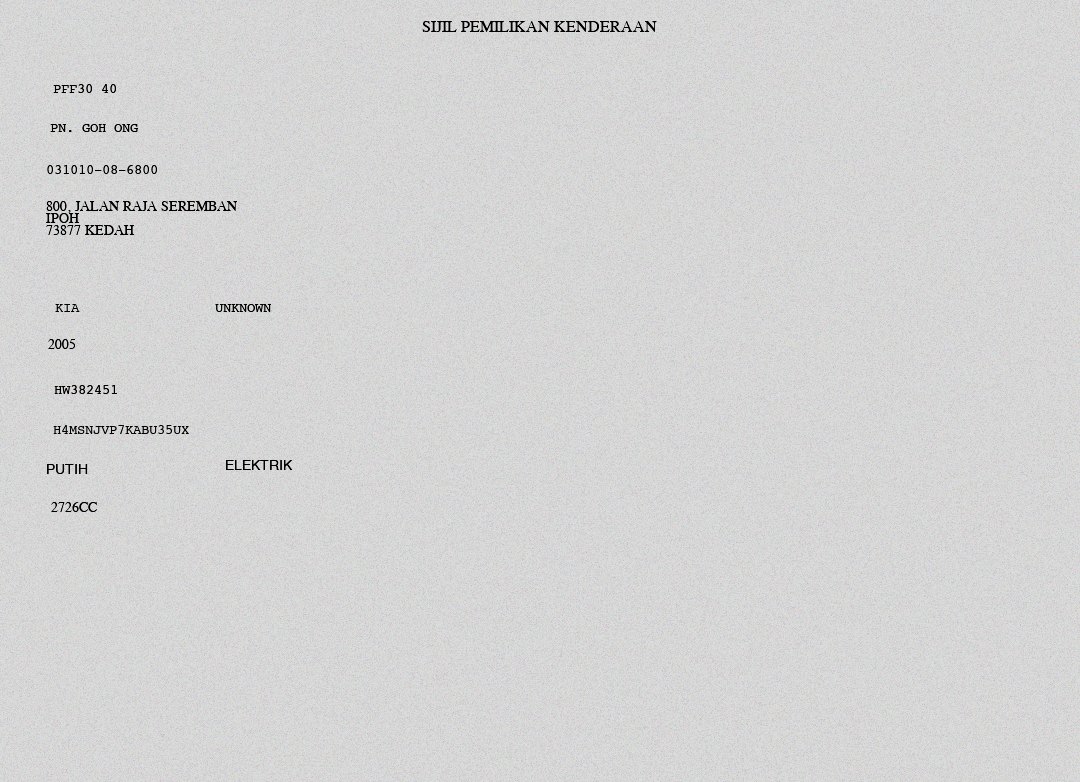 SIJIL PEMILIKAN KENDERAAN
PFF30 40
PN. GOH ONG
031010-08-6800
800, JALAN RAJA SEREMBAN
IPOH
73877 KEDAH
KIA UNKNOWN
2005
HW382451
H4MSNJVP7KABU35UX
PUTIH ELEKTRIK
2726CC